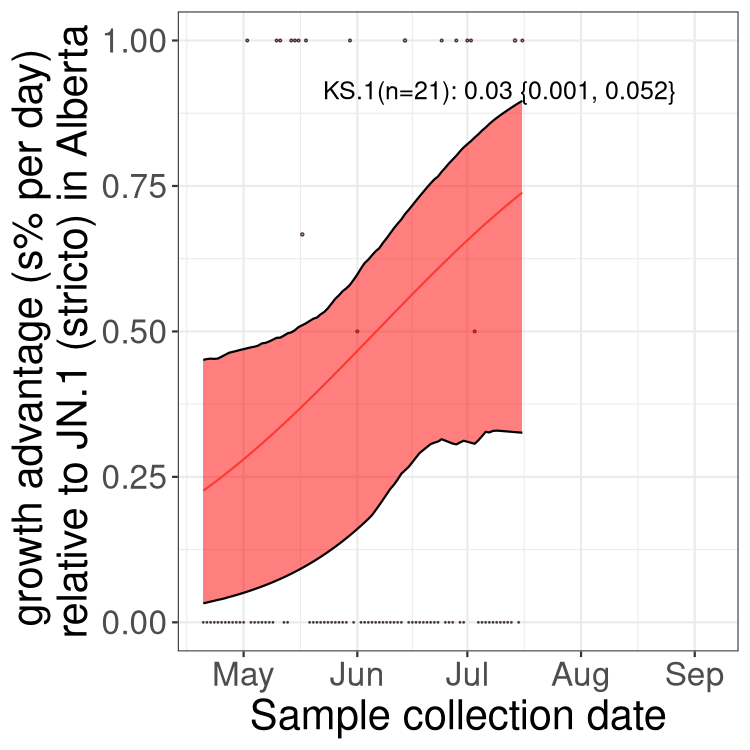 growth advantage (s% per day)
relative to JN.1 (stricto) in Alberta
1.00
0.75
0.50
0.25
0.00
KS.1(n=21): 0.03 {0.001, 0.052}
May Jun Jul Aug Sep
Sample collection date